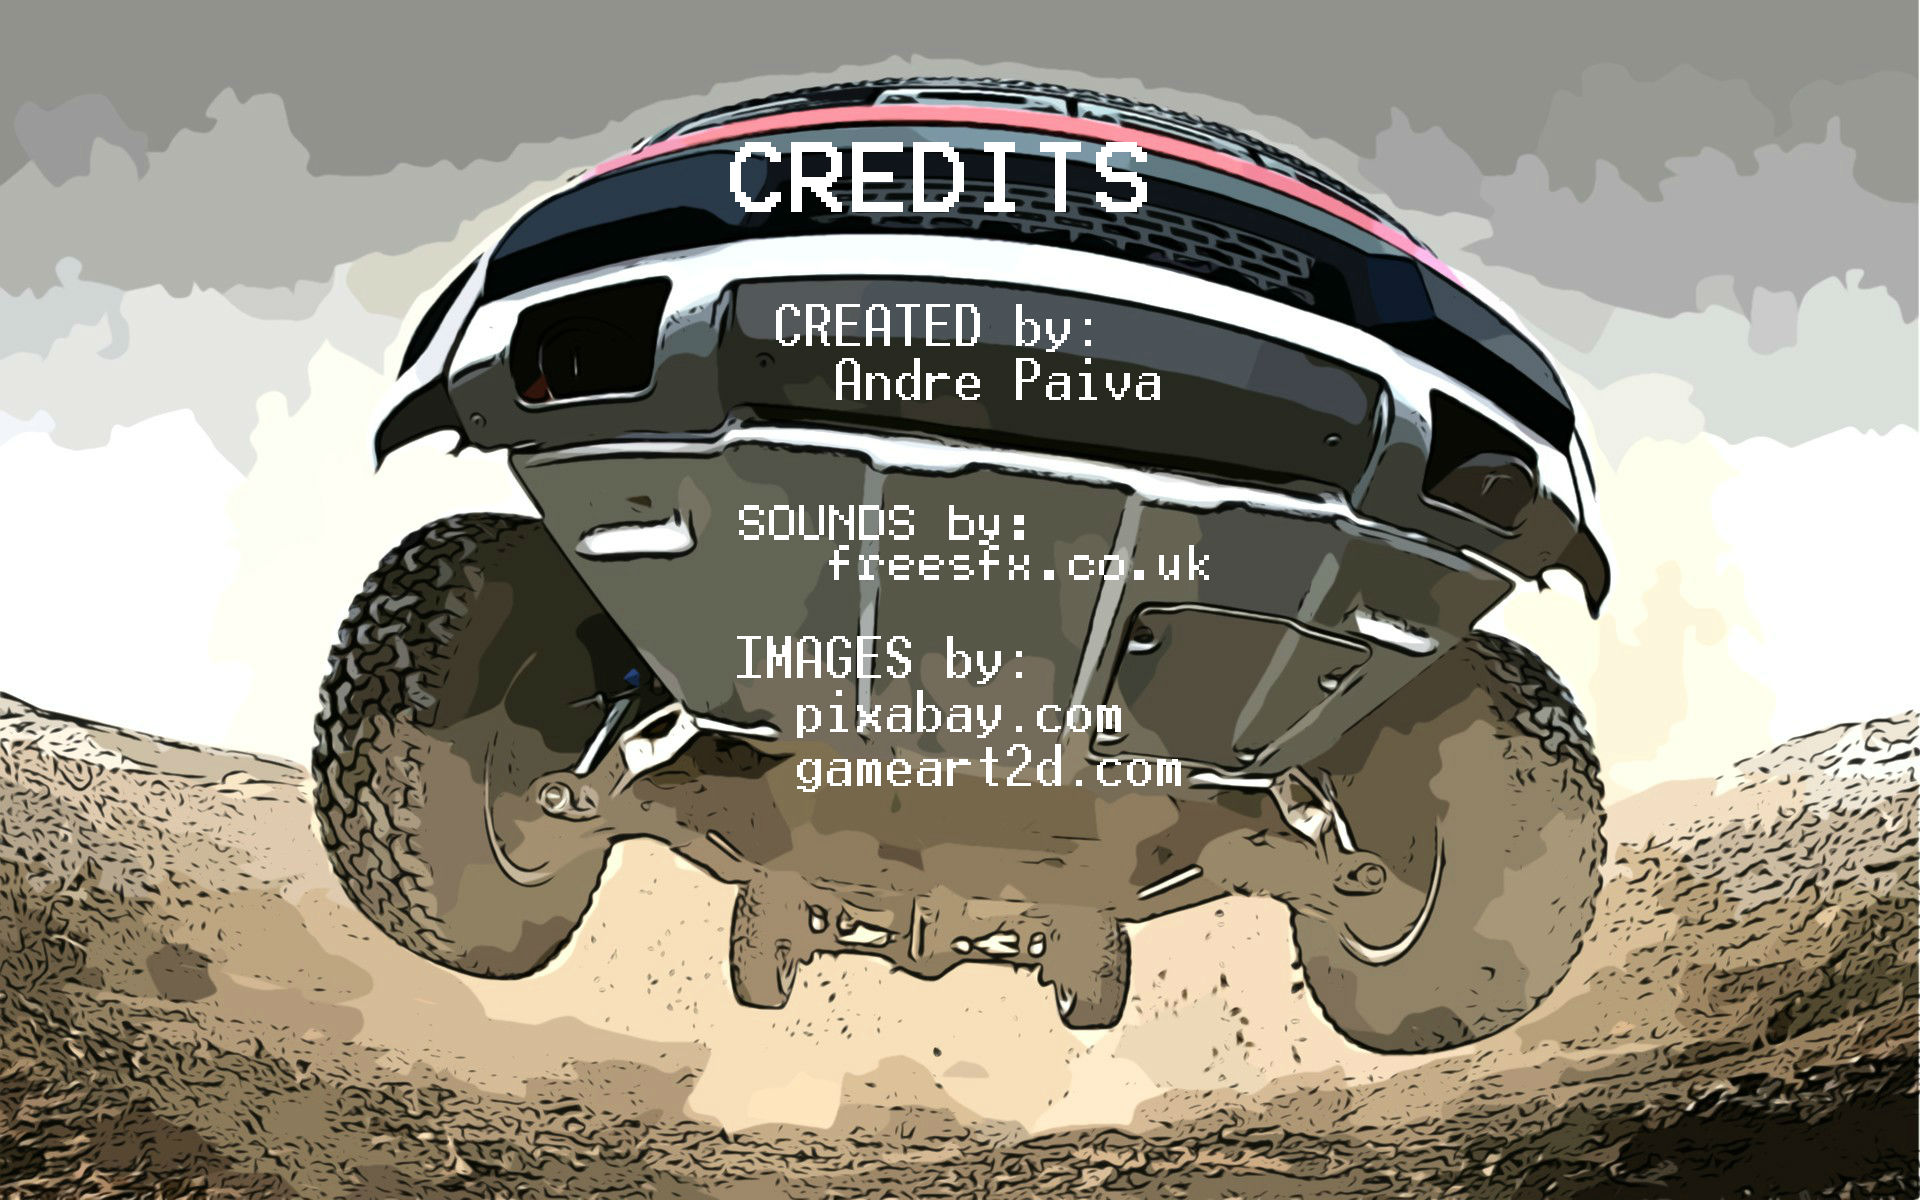 CREDITS
CREATED by:
Andre Paiva
SOUNDS by:
freesfx.co.uk
IMAGES by:
pixabay.com
gameart2d.com